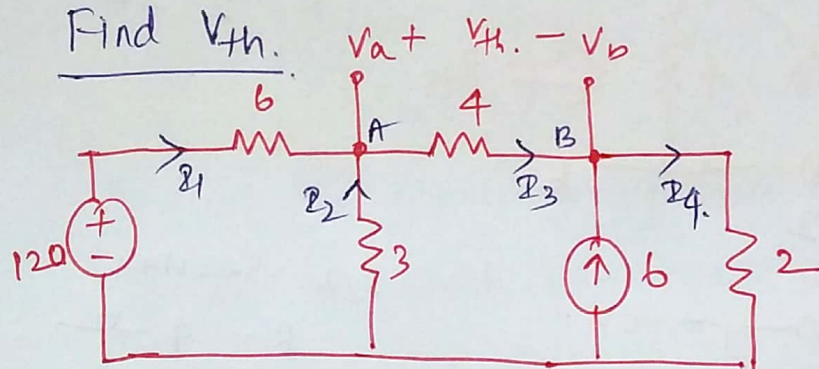 Find Vth.
Va + Vth. - Vb
6
4
A
B
I1
I2
I3
I4.
120
+
-
3
6
2